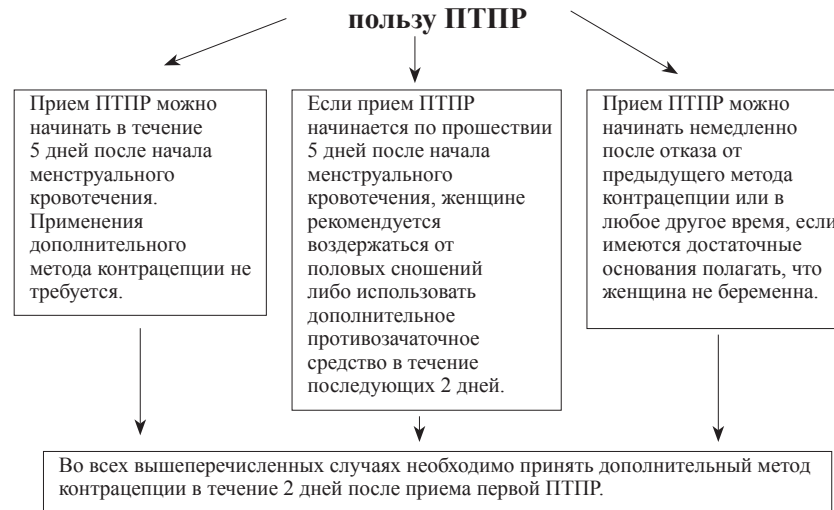 пользу ПТПР
Прием ПТПР можно
начинать в течение
5 дней после начала
менструального
кровотечения.
Применения
дополнительного
метода контрацепции не
требуется.
Если прием ПТПР
начинается по прошествии
5 дней после начала
менструального
кровотечения, женщине
рекомендуется
воздержаться от
половых сношений
либо использовать
дополнительное
противозачаточное
средство в течение
последующих 2 дней.
Прием ПТПР можно
начинать немедленно
после отказа от
предыдущего метода
контрацепции или в
любое другое время, если
имеются достаточные
основания полагать, что
женщина не беременна.
Во всех вышеперечисленных случаях необходимо принять дополнительный метод
контрацепции в течение 2 дней после приема первой ПТПР.